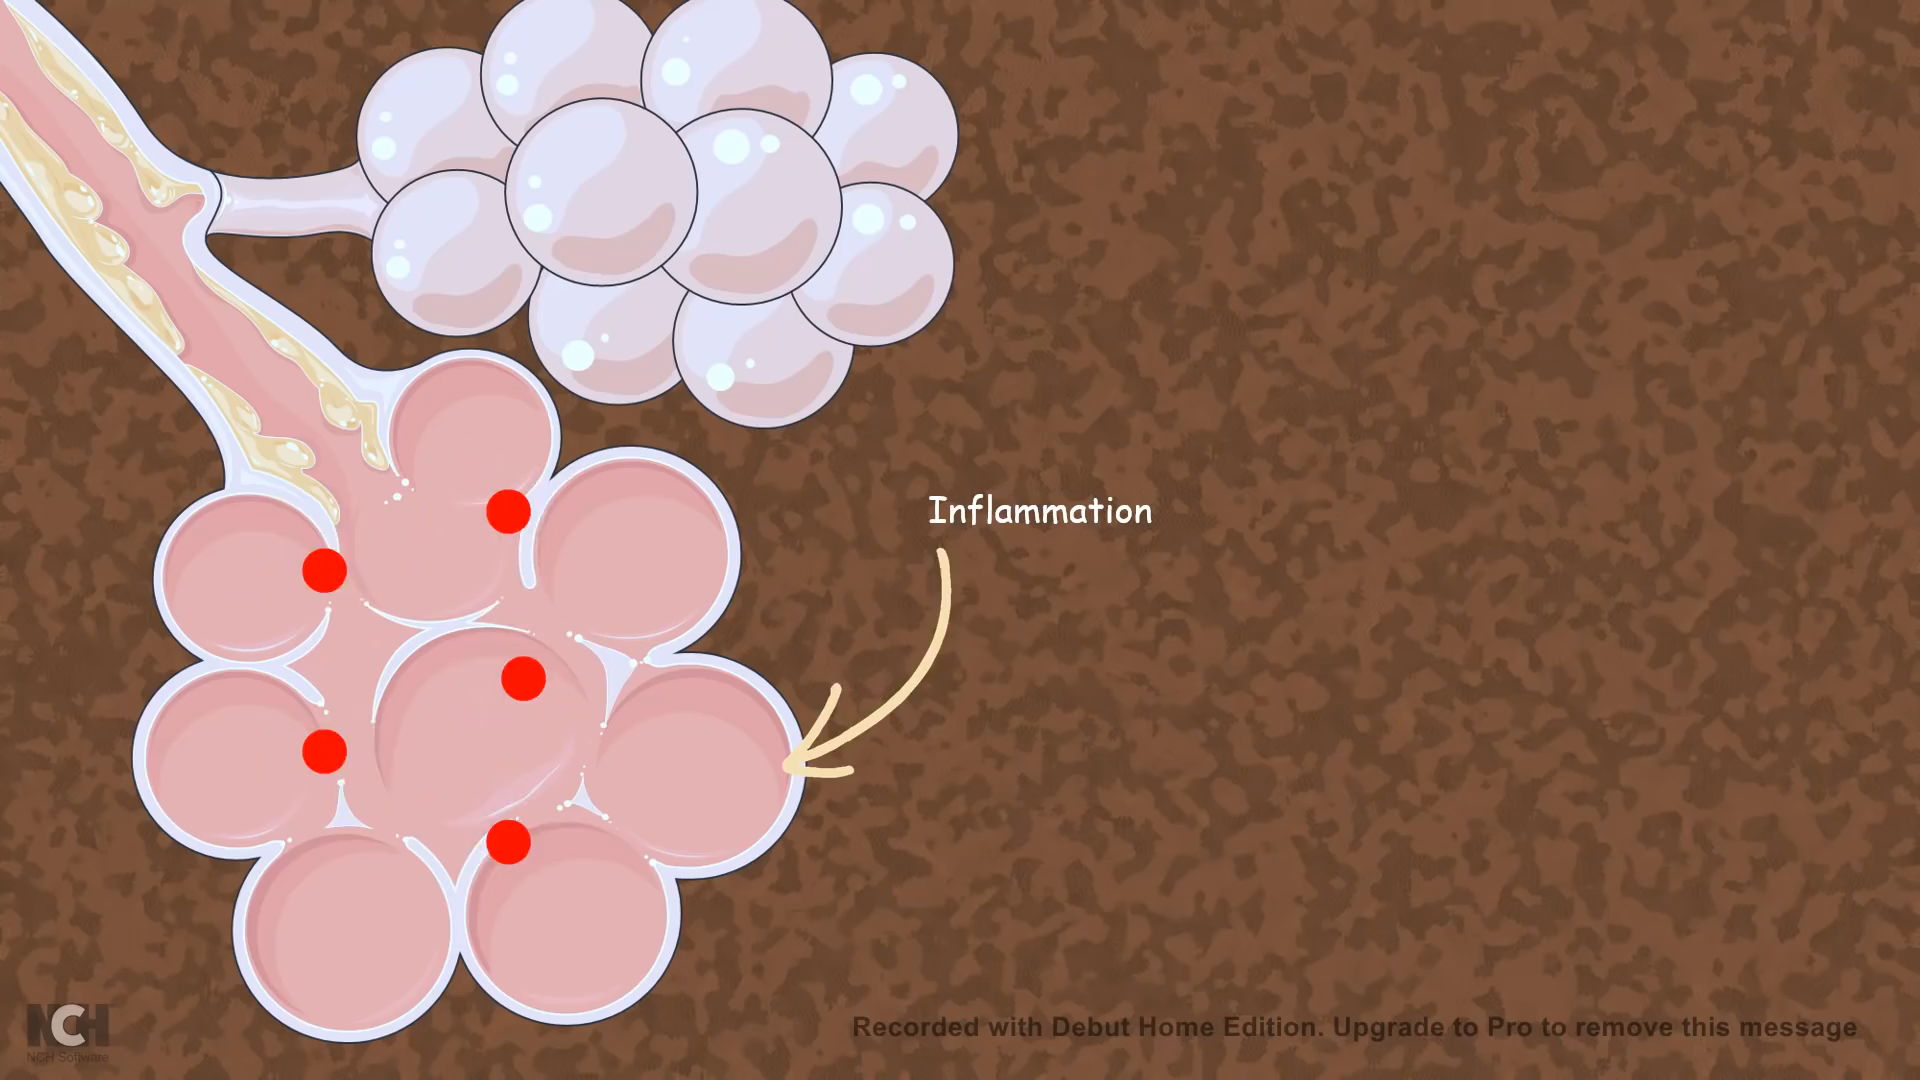 Inflammation
NCH
NCH Software
Recorded with Debut Home Edition. Upgrade to Pro to remove this message